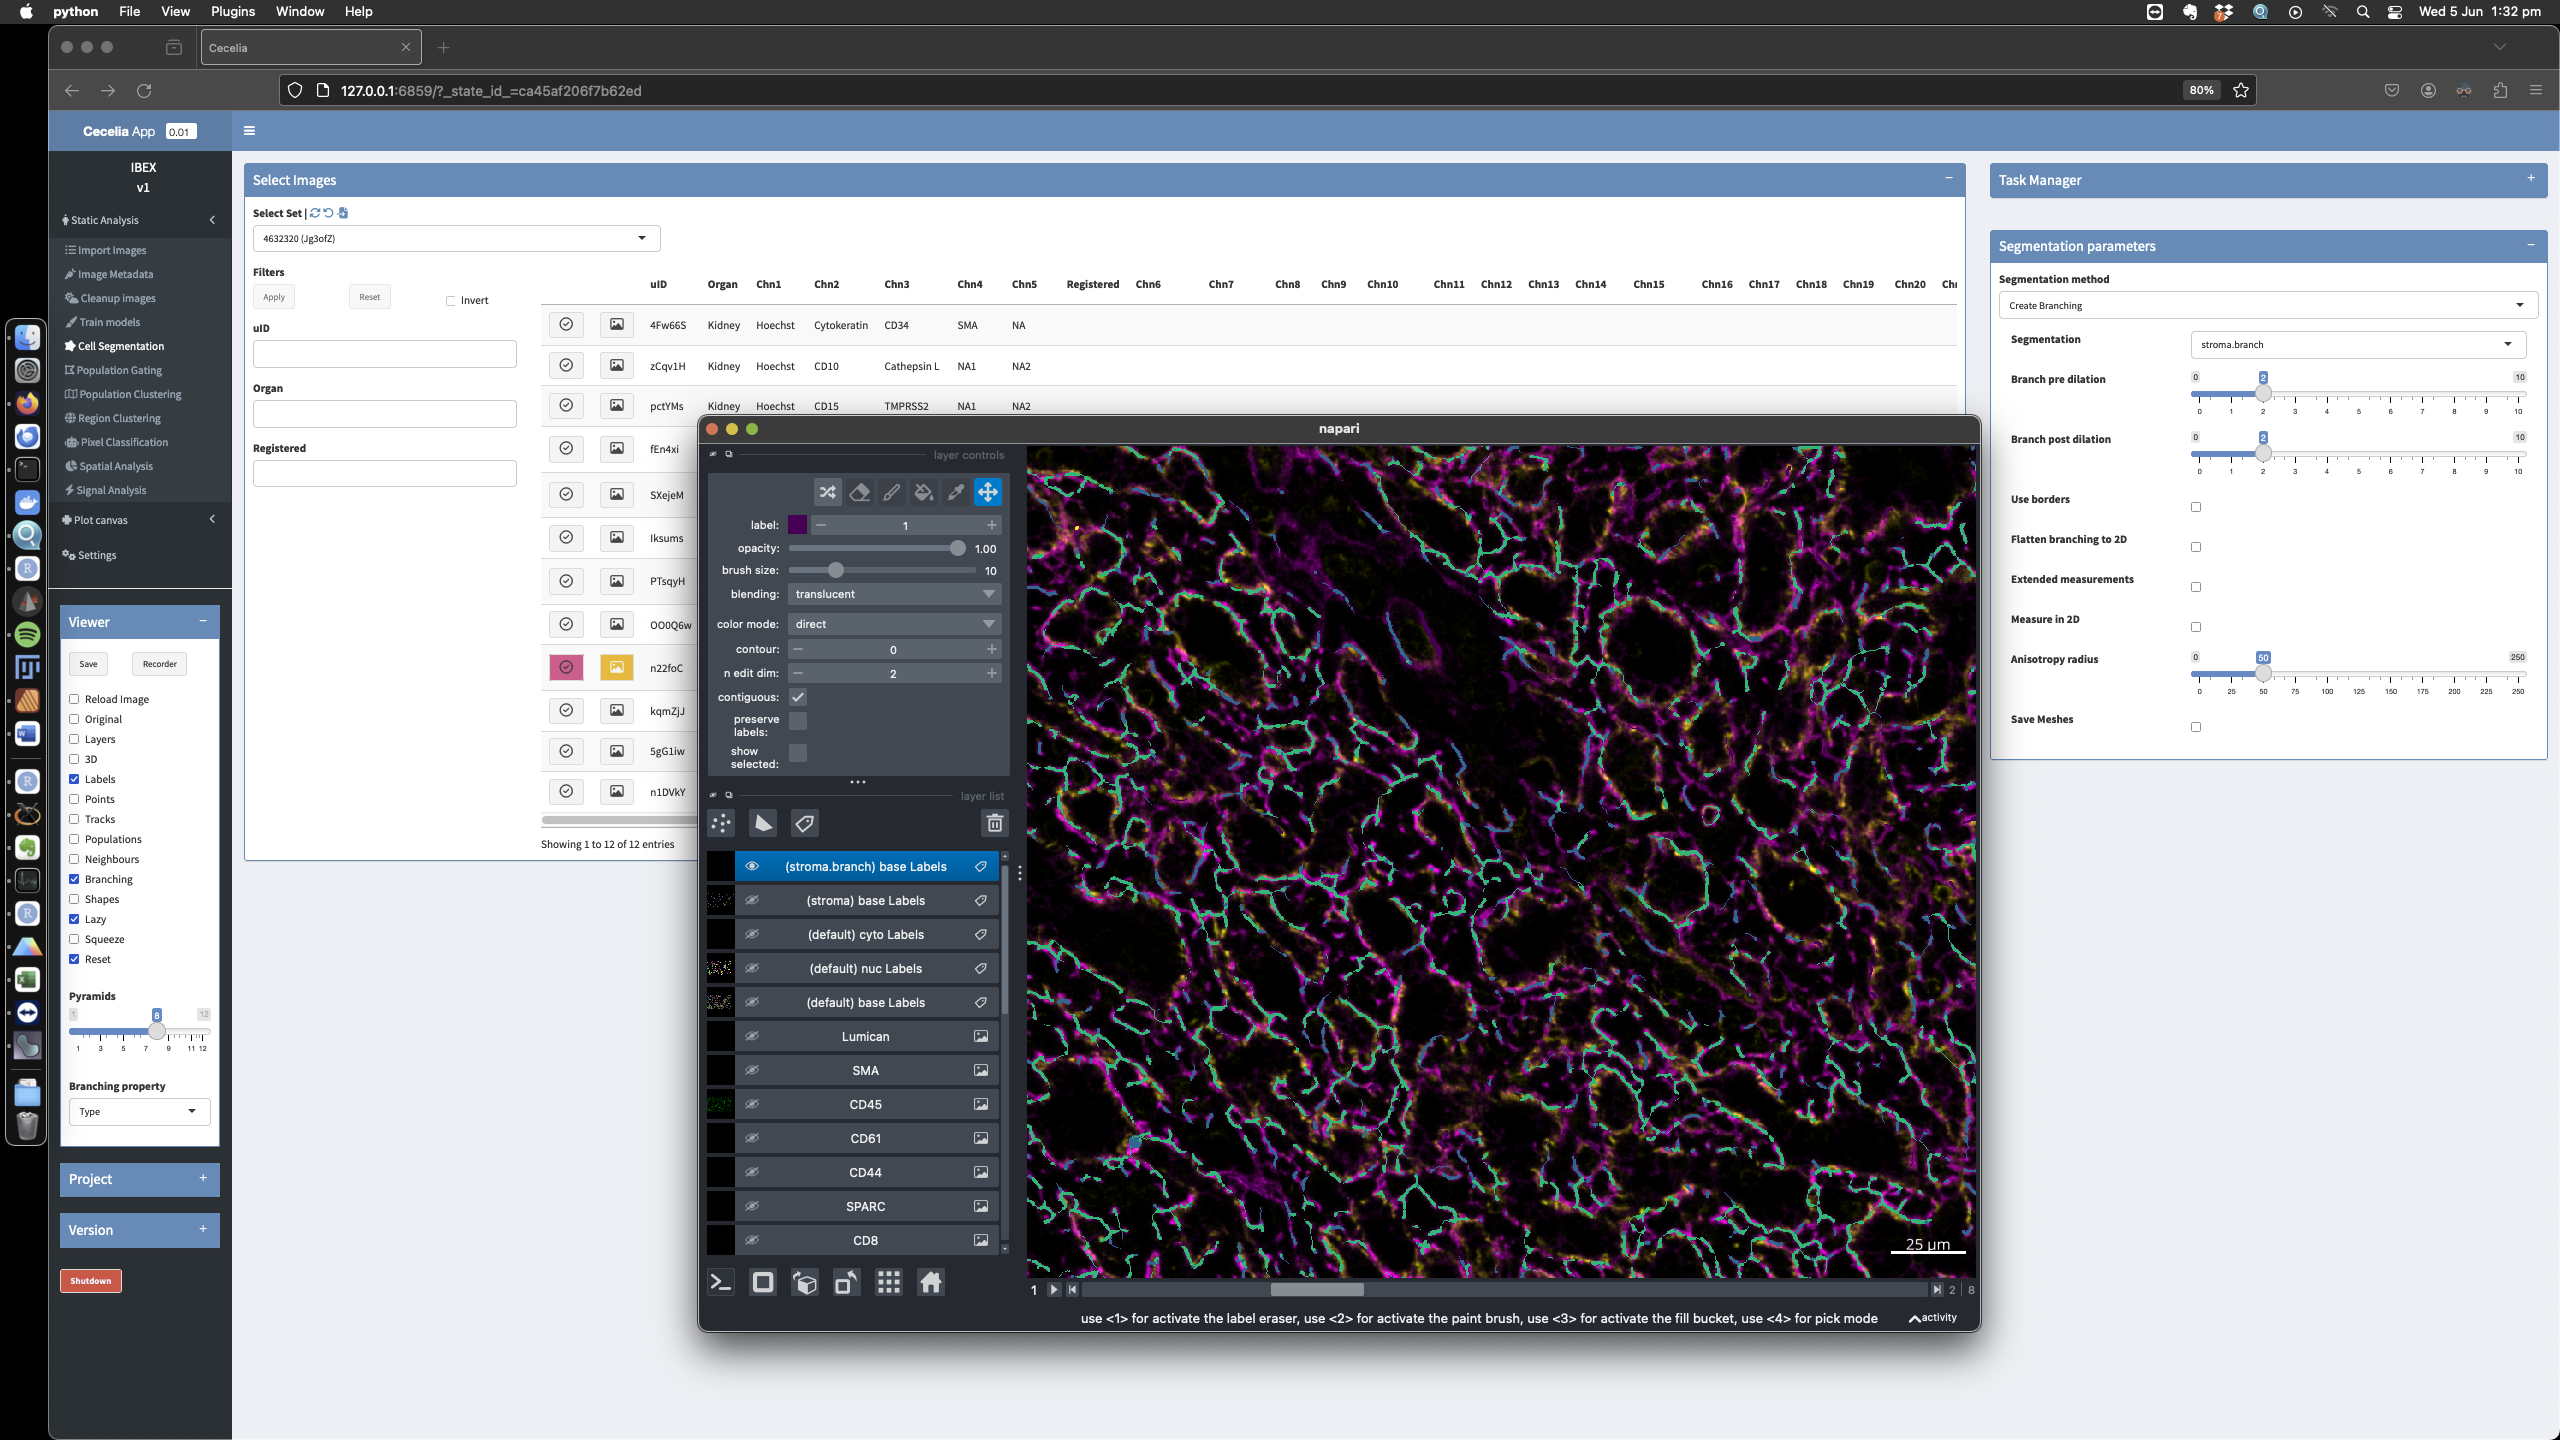 python File View Plugins Window Help
Wed 5 Jun 1:32 pm
Cecelia
127.0.0.1:6859/?_state_id_=ca45af206f7b62ed
80%
Cecelia App 0.01
IBEX
v1
Static Analysis
Import Images
Image Metadata
Cleanup images
Train models
Cell Segmentation
Population Gating
Population Clustering
Region Clustering
Pixel Classification
Spatial Analysis
Signal Analysis
Plot canvas
Settings
Viewer −
Save Recorder
Reload Image
Original
Layers
3D
Labels
Points
Tracks
Populations
Neighbours
Branching
Shapes
Lazy
Squeeze
Reset
Pyramids
1 8 12
1 3 5 7 9 11 12
Branching property
Type
Project +
Version +
Shutdown
Select Images −
Select Set |
4632320 (Jg3ofZ)
Filters
Apply Reset Invert
uID
Organ
Registered
uID Organ Chn1 Chn2 Chn3 Chn4 Chn5 Registered Chn6 Chn7 Chn8 Chn9 Chn10 Chn11 Chn12 Chn13 Chn14 Chn15 Chn16 Chn17 Chn18 Chn19 Chn20
4Fw66S Kidney Hoechst Cytokeratin CD34 SMA NA
zCqv1H Kidney Hoechst CD10 Cathepsin L NA1 NA2
pctYMs Kidney Hoechst CD15 TMPRSS2 NA1 NA2
fEn4xi
SXejeM
Iksums
PTsqyH
OO0Q6w
n22foC
kqmZjJ
5gG1iw
n1DVkY
Showing 1 to 12 of 12 entries
napari
layer controls
label: 1
opacity: 1.00
brush size: 10
blending: translucent
color mode: direct
contour: 0
n edit dim: 2
contiguous:
preserve
labels:
show
selected:
layer list
(stroma.branch) base Labels
(stroma) base Labels
(default) cyto Labels
(default) nuc Labels
(default) base Labels
Lumican
SMA
CD45
CD61
CD44
SPARC
CD8
25 μm
1 2 | 8
use <1> for activate the label eraser, use <2> for activate the paint brush, use <3> for activate the fill bucket, use <4> for pick mode
activity
Task Manager +
Segmentation parameters −
Segmentation method
Create Branching
Segmentation
stroma.branch
Branch pre dilation
0 2 10
0 1 2 3 4 5 6 7 8 9 10
Branch post dilation
0 2 10
0 1 2 3 4 5 6 7 8 9 10
Use borders
Flatten branching to 2D
Extended measurements
Measure in 2D
Anisotropy radius
0 50 250
0 25 50 75 100 125 150 175 200 225 250
Save Meshes